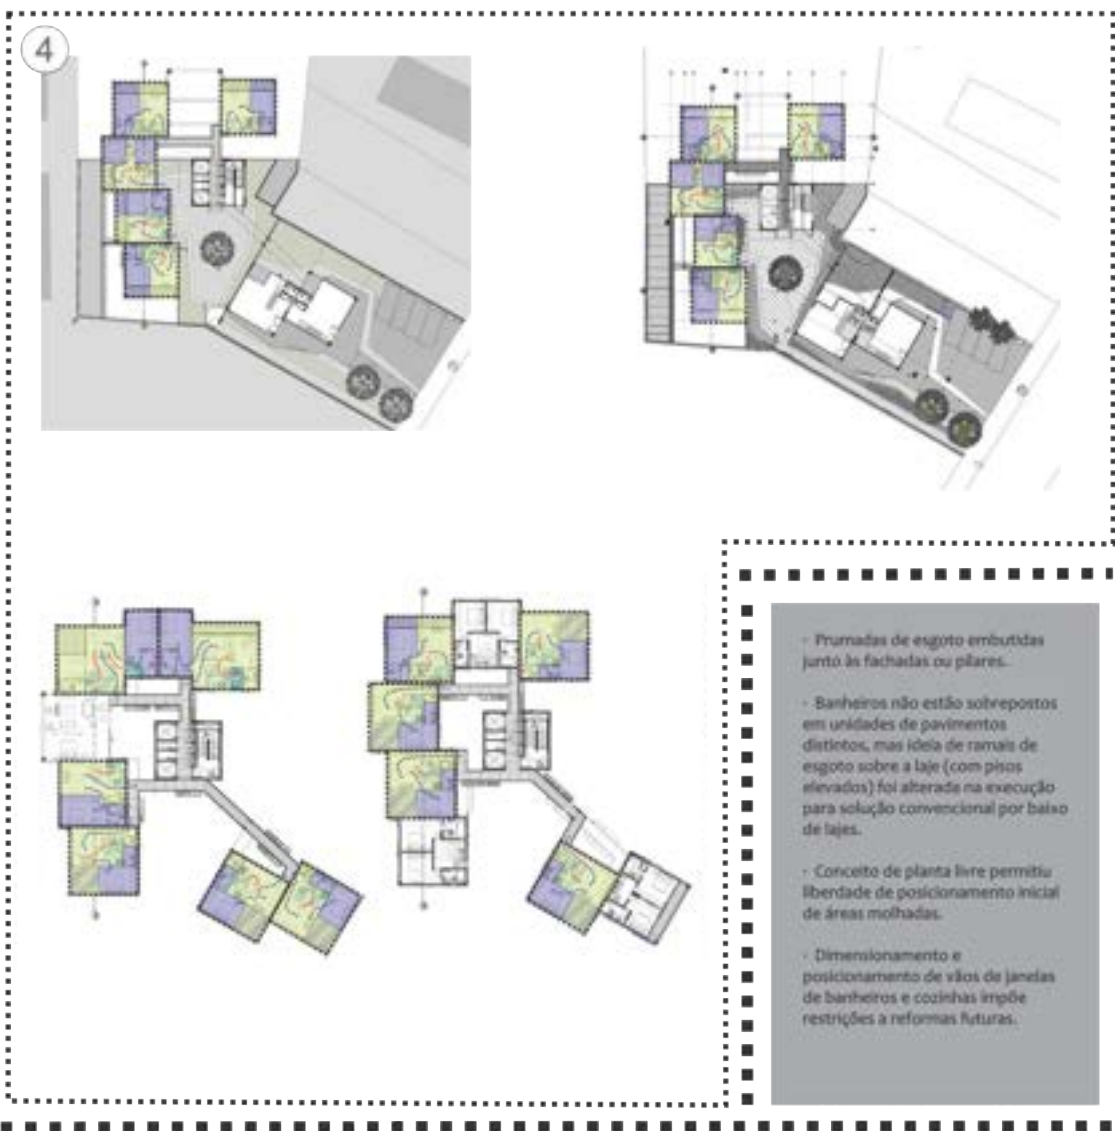 4
· Prumadas de esgoto embutidas
junto às fachadas ou pilares.
· Banheiros não estão sobrepostos
em unidades de pavimentos
distintos, mas ideia de ramais de
esgoto sobre a laje (com pisos
elevados) foi alterada na execução
para solução convencional por baixo
de lajes.
· Conceito de planta livre permitiu
liberdade de posicionamento inicial
de áreas molhadas.
· Dimensionamento e
posicionamento de vãos de janelas
de banheiros e cozinhas impõe
restrições a reformas futuras.